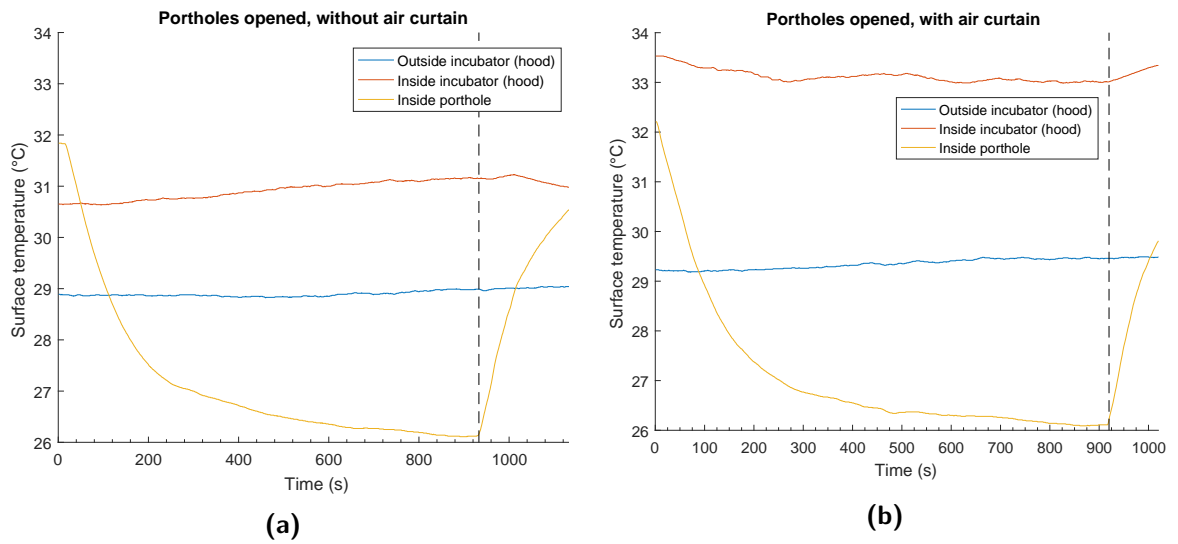 Portholes opened, without air curtain
34
33
32
31
30
29
28
27
26
Surface temperature (°C)
Outside incubator (hood)
Inside incubator (hood)
Inside porthole
0 200 400 600 800 1000
Time (s)
(a)
Portholes opened, with air curtain
34
33
32
31
30
29
28
27
26
Surface temperature (°C)
Outside incubator (hood)
Inside incubator (hood)
Inside porthole
0 100 200 300 400 500 600 700 800 900 1000
Time (s)
(b)